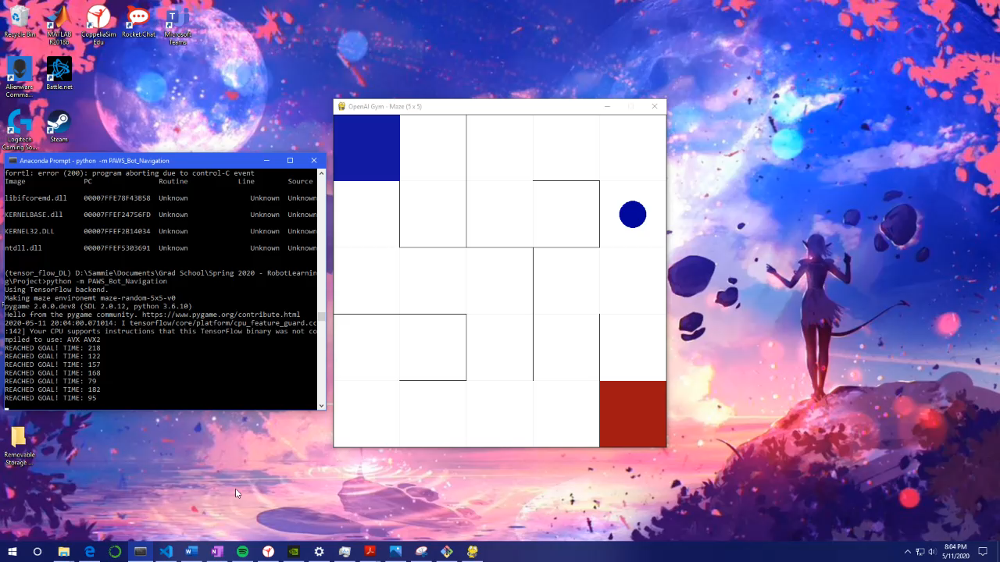 Recycle Bin
MATLAB R2018b
CoppeliaSim Edu
Rocket.Chat
Microsoft Teams
Alienware Comma...
Battle.net
Logitech Gaming So...
Steam
Removable Storage ...
Anaconda Prompt - python  -m PAWS_Bot_Navigation
forrtl: error (200): program aborting due to control-C event
Image PC Routine Line Source
libifcoremd.dll 00007FFE78F43B58 Unknown Unknown Unknown
KERNELBASE.dll 00007FFEF24756FD Unknown Unknown Unknown
KERNEL32.DLL 00007FFEF2B14034 Unknown Unknown Unknown
ntdll.dll 00007FFEF5303691 Unknown Unknown Unknown
(tensor_flow_DL) D:\Sammie\Documents\Grad School\Spring 2020 - RobotLearnin
g\Project>python -m PAWS_Bot_Navigation
Using TensorFlow backend.
Making maze environemt maze-random-5x5-v0
pygame 2.0.0.dev8 (SDL 2.0.12, python 3.6.10)
Hello from the pygame community. https://www.pygame.org/contribute.html
2020-05-11 20:04:00.071014: I tensorflow/core/platform/cpu_feature_guard.cc
:142] Your CPU supports instructions that this TensorFlow binary was not co
mpiled to use: AVX AVX2
REACHED GOAL! TIME: 218
REACHED GOAL! TIME: 122
REACHED GOAL! TIME: 157
REACHED GOAL! TIME: 168
REACHED GOAL! TIME: 79
REACHED GOAL! TIME: 182
REACHED GOAL! TIME: 95
OpenAI Gym - Maze (5 x 5)
8:04 PM
5/11/2020